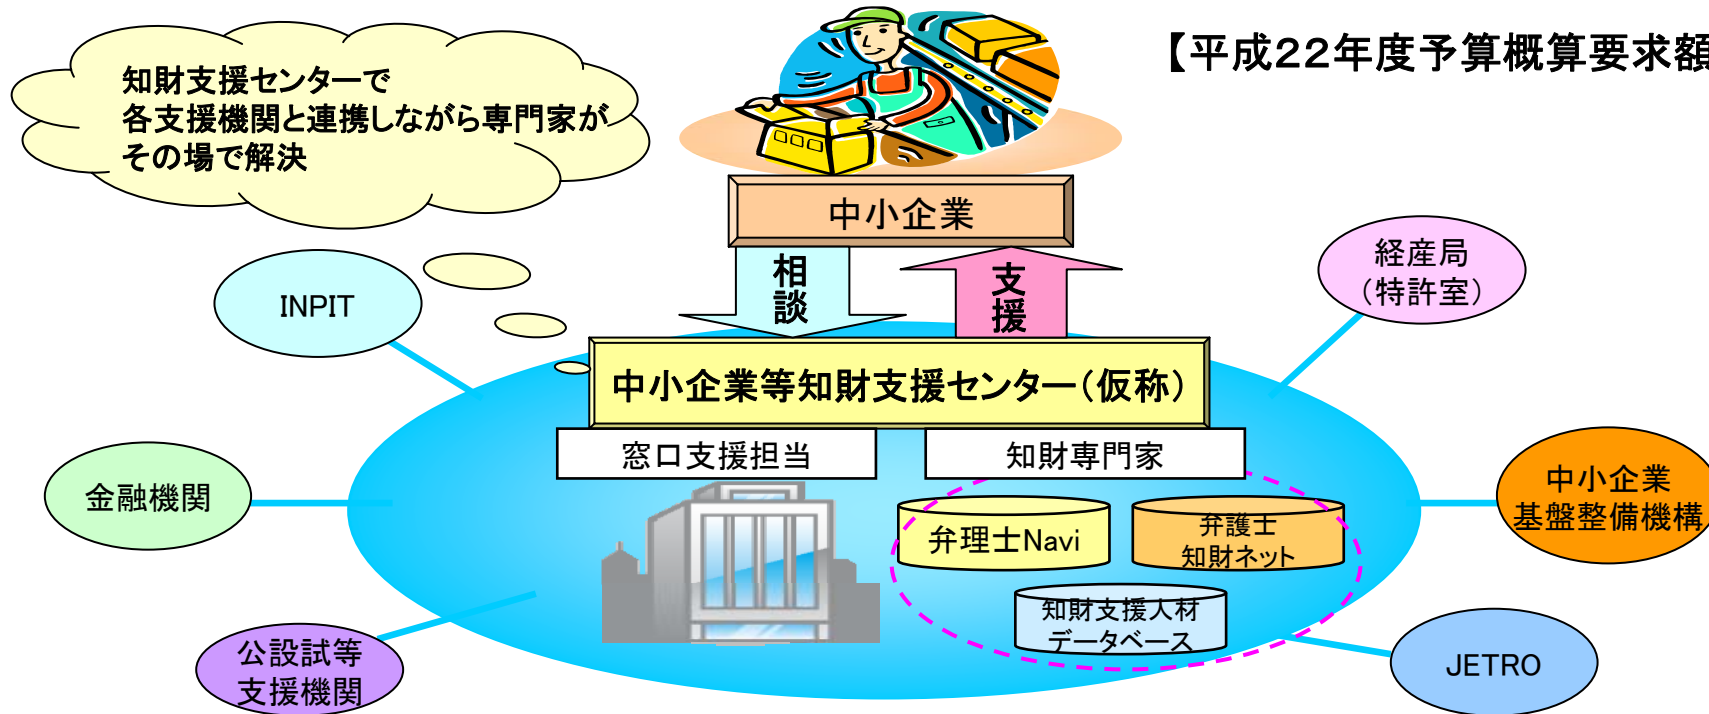 【平成22年度予算概算要求額
知財支援センターで
各支援機関と連携しながら専門家が
その場で解決
中小企業
相談
支援
INPIT
経産局
（特許室）
中小企業等知財支援センター（仮称）
窓口支援担当
知財専門家
金融機関
中小企業
基盤整備機構
弁理士Navi
弁護士
知財ネット
知財支援人材
データベース
公設試等
支援機関
JETRO